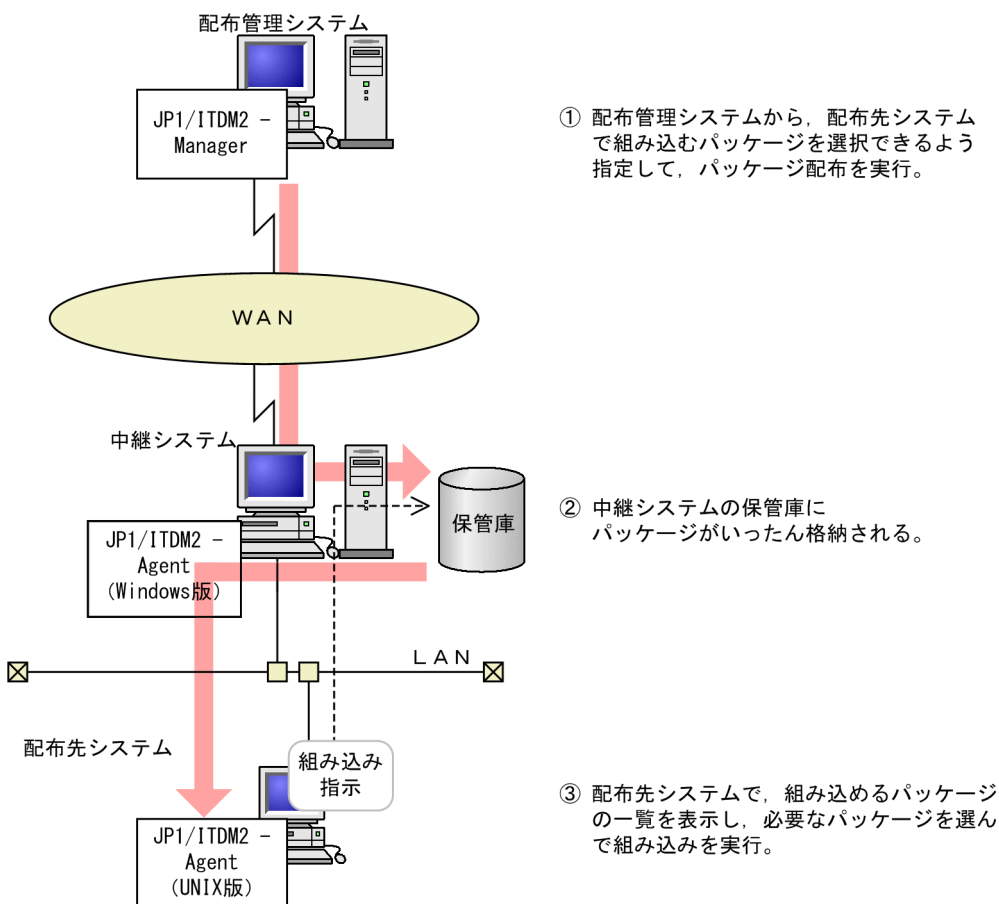 配布管理システム
JP1/ITDM2 -
Manager
① 配布管理システムから，配布先システム
で組み込むパッケージを選択できるよう
指定して，パッケージ配布を実行。
ＷＡＮ
中継システム
JP1/ITDM2 -
Agent
(Windows版)
保管庫
② 中継システムの保管庫に
パッケージがいったん格納される。
ＬＡＮ
配布先システム
組み込み
指示
JP1/ITDM2 -
Agent
(UNIX版)
③ 配布先システムで，組み込めるパッケージ
の一覧を表示し，必要なパッケージを選ん
で組み込みを実行。